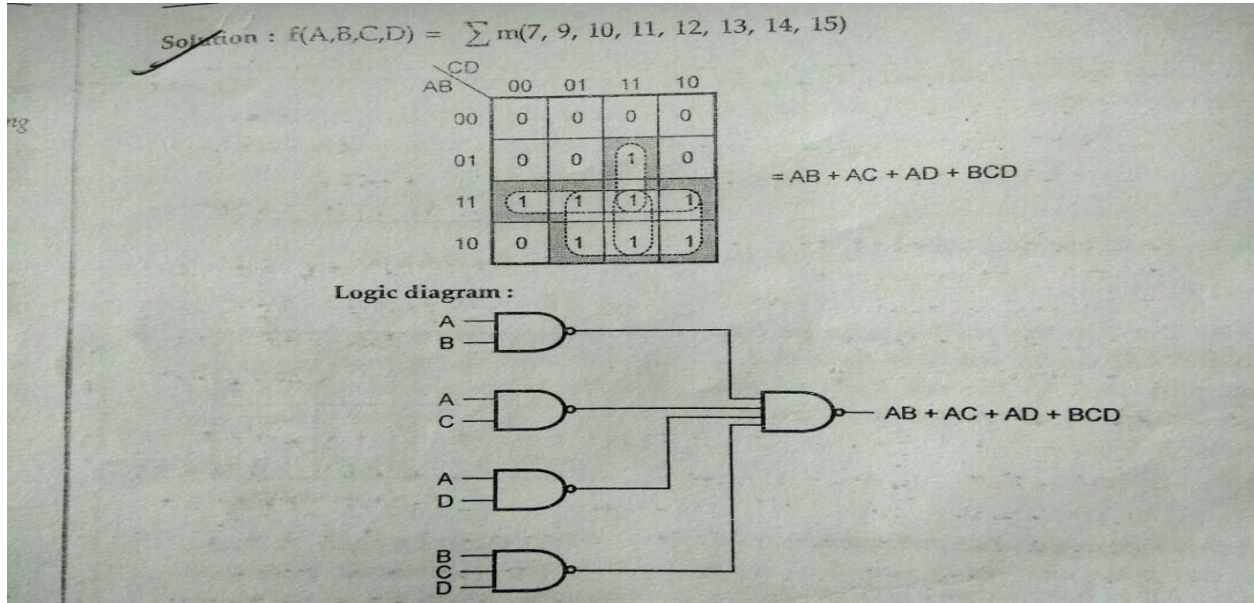 Solution : f(A,B,C,D) = ∑ m(7, 9, 10, 11, 12, 13, 14, 15)
CD
AB 00 01 11 10
00 0 0 0 0
ng
01 0 0 1 0
= AB + AC + AD + BCD
11 1 1 1 1
10 0 1 1 1
Logic diagram :
A
B
A
C
AB + AC + AD + BCD
A
D
B
C
D